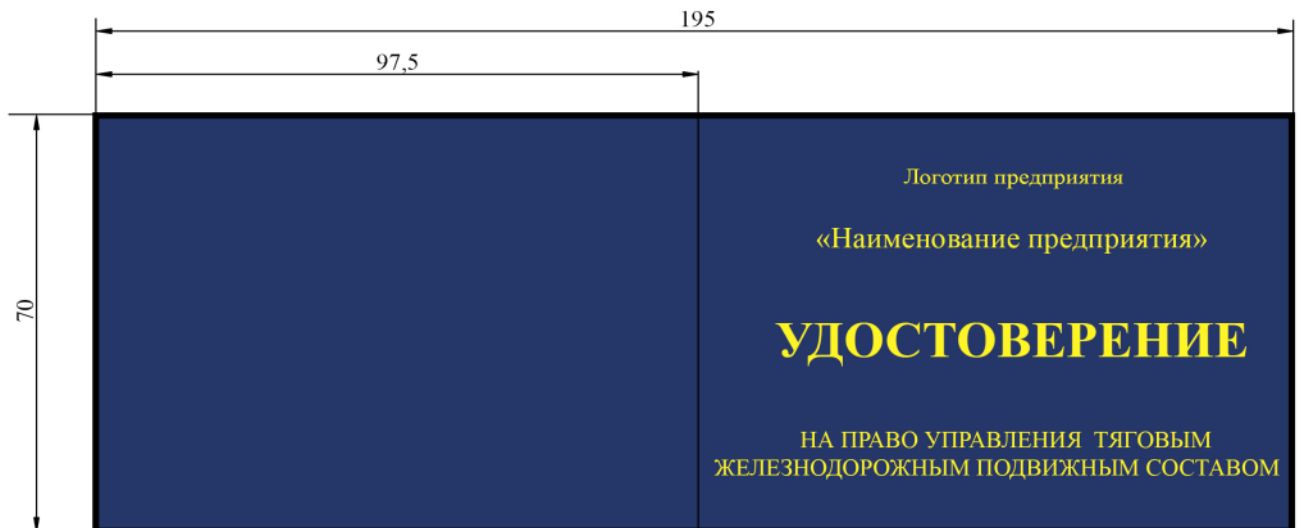 195
97,5
70
Логотип предприятия
«Наименование предприятия»
УДОСТОВЕРЕНИЕ
НА ПРАВО УПРАВЛЕНИЯ ТЯГОВЫМ
ЖЕЛЕЗНОДОРОЖНЫМ ПОДВИЖНЫМ СОСТАВОМ